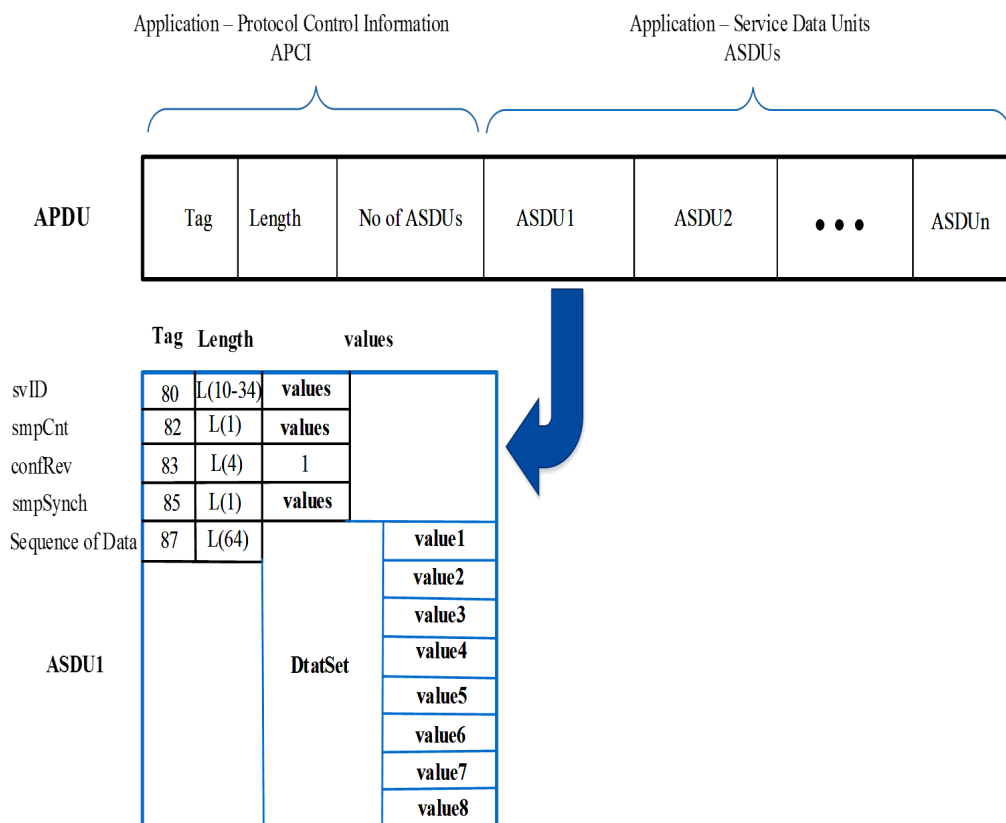 Application – Protocol Control Information
APCI
Application – Service Data Units
ASDUs
APDU
Tag
Length
No of ASDUs
ASDU1
ASDU2
•••
ASDUn
Tag Length values
svID 80 L(10-34) values
smpCnt 82 L(1) values
confRev 83 L(4) 1
smpSynch 85 L(1) values
Sequence of Data 87 L(64) value1
value2
value3
value4
ASDU1 DtatSet
value5
value6
value7
value8